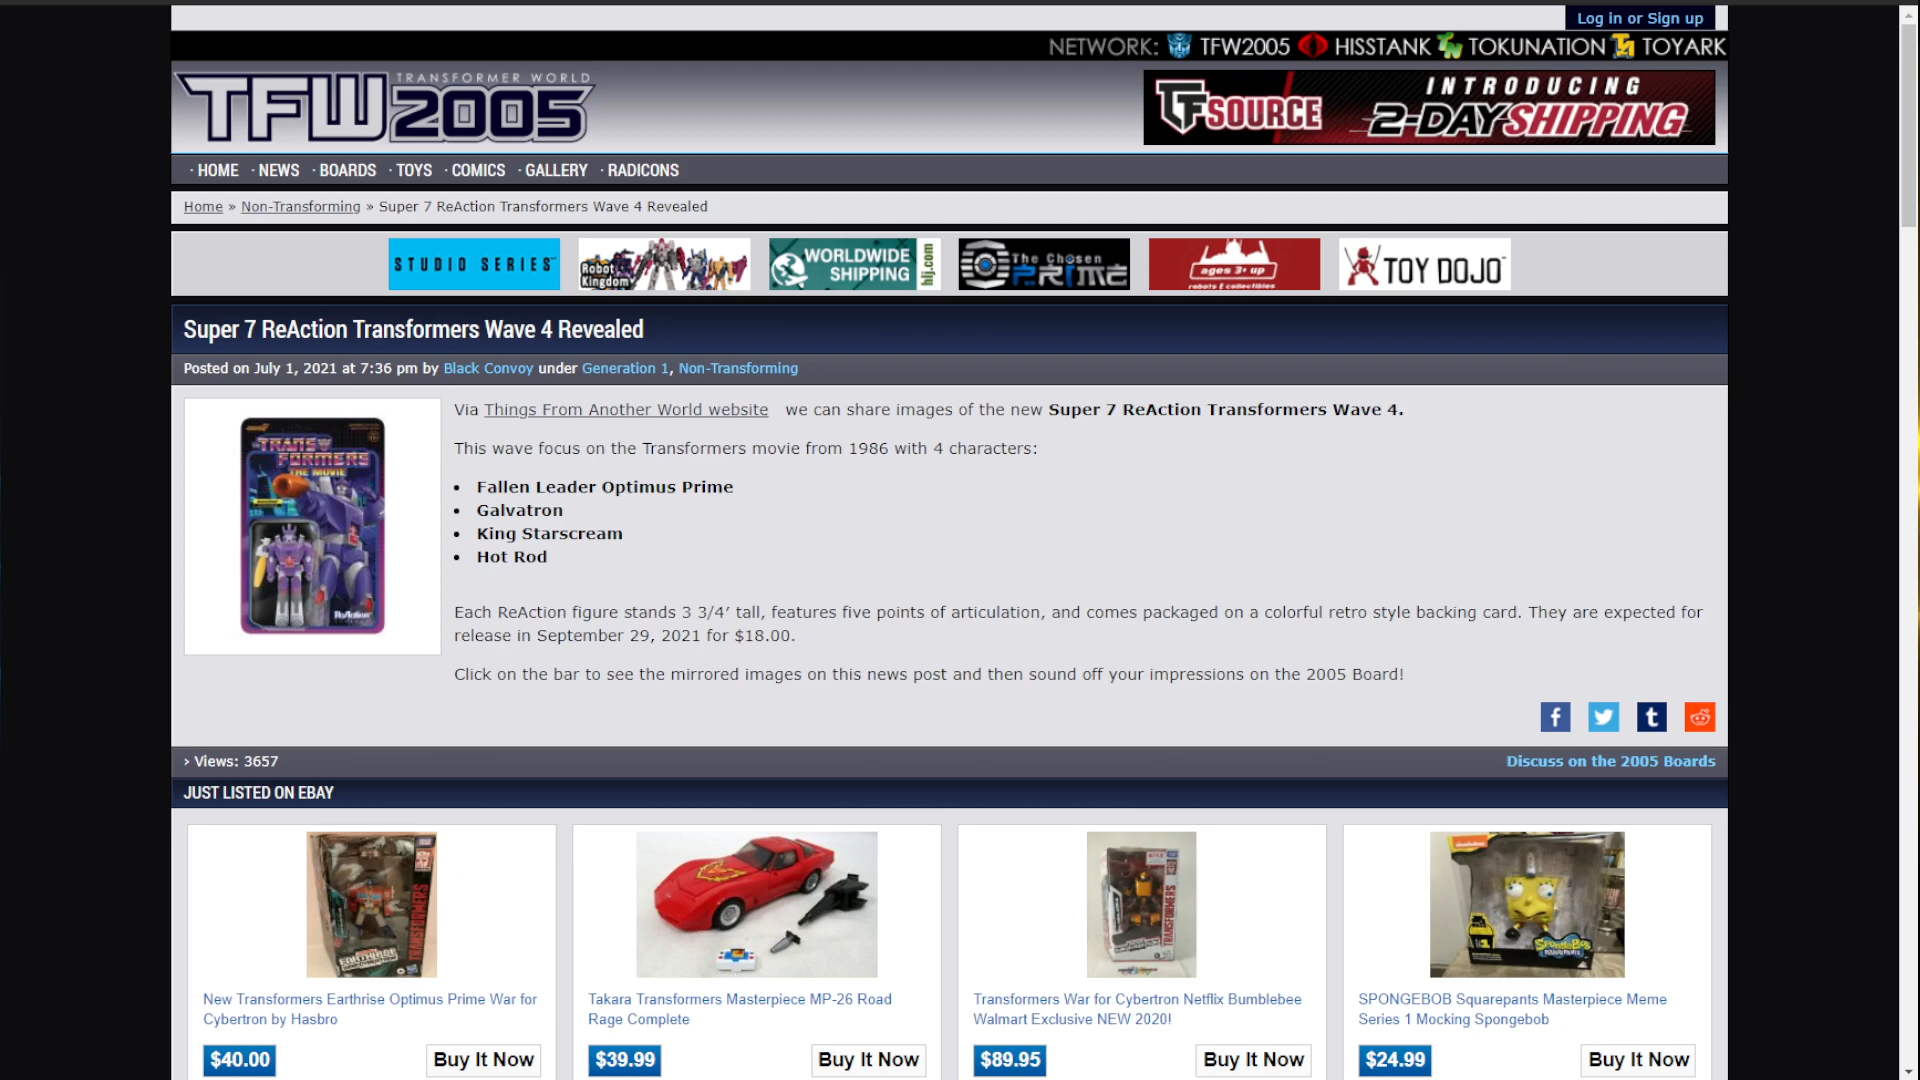 Log in or Sign up
NETWORK: TFW2005 HISSTANK TOKUNATION TOYARK
TRANSFORMER WORLD
TFW2005
TFSOURCE
INTRODUCING
2-DAY SHIPPING
· HOME · NEWS · BOARDS · TOYS · COMICS · GALLERY · RADICONS
Home » Non-Transforming » Super 7 ReAction Transformers Wave 4 Revealed
STUDIO SERIES
Robot Kingdom
WORLDWIDE SHIPPING hlj.com
The Chosen PRIME
ages 3+ up
robots & collectibles
TOY DOJO
Super 7 ReAction Transformers Wave 4 Revealed
Posted on July 1, 2021 at 7:36 pm by Black Convoy under Generation 1, Non-Transforming
TRANSFORMERS
THE MOVIE
ReAction
Via Things From Another World website we can share images of the new Super 7 ReAction Transformers Wave 4.
This wave focus on the Transformers movie from 1986 with 4 characters:
• Fallen Leader Optimus Prime
• Galvatron
• King Starscream
• Hot Rod
Each ReAction figure stands 3 3/4′ tall, features five points of articulation, and comes packaged on a colorful retro style backing card. They are expected for
release in September 29, 2021 for $18.00.
Click on the bar to see the mirrored images on this news post and then sound off your impressions on the 2005 Board!
› Views: 3657
Discuss on the 2005 Boards
JUST LISTED ON EBAY
TRANSFORMERS
EARTHRISE
TRANSFORMERS
nickelodeon
SpongeBob
SQUAREPANTS
New Transformers Earthrise Optimus Prime War for
Cybertron by Hasbro
$40.00 Buy It Now
Takara Transformers Masterpiece MP-26 Road
Rage Complete
$39.99 Buy It Now
Transformers War for Cybertron Netflix Bumblebee
Walmart Exclusive NEW 2020!
$89.95 Buy It Now
SPONGEBOB Squarepants Masterpiece Meme
Series 1 Mocking Spongebob
$24.99 Buy It Now